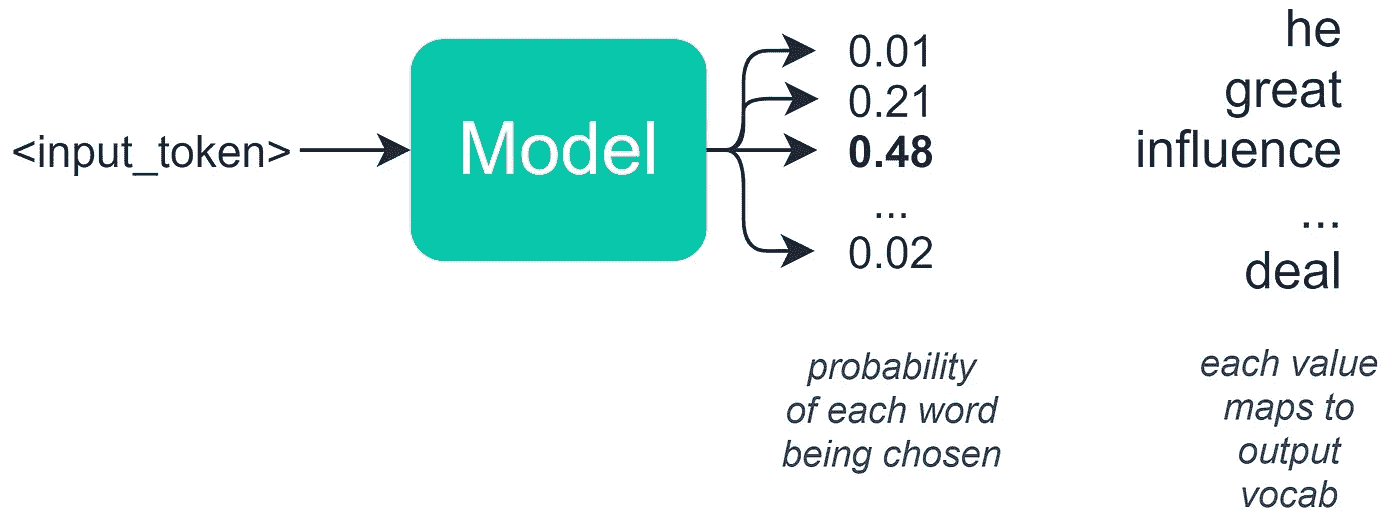 <input_token>
Model
0.01
0.21
0.48
...
0.02
he
great
influence
...
deal
probability
of each word
being chosen
each value
maps to
output
vocab